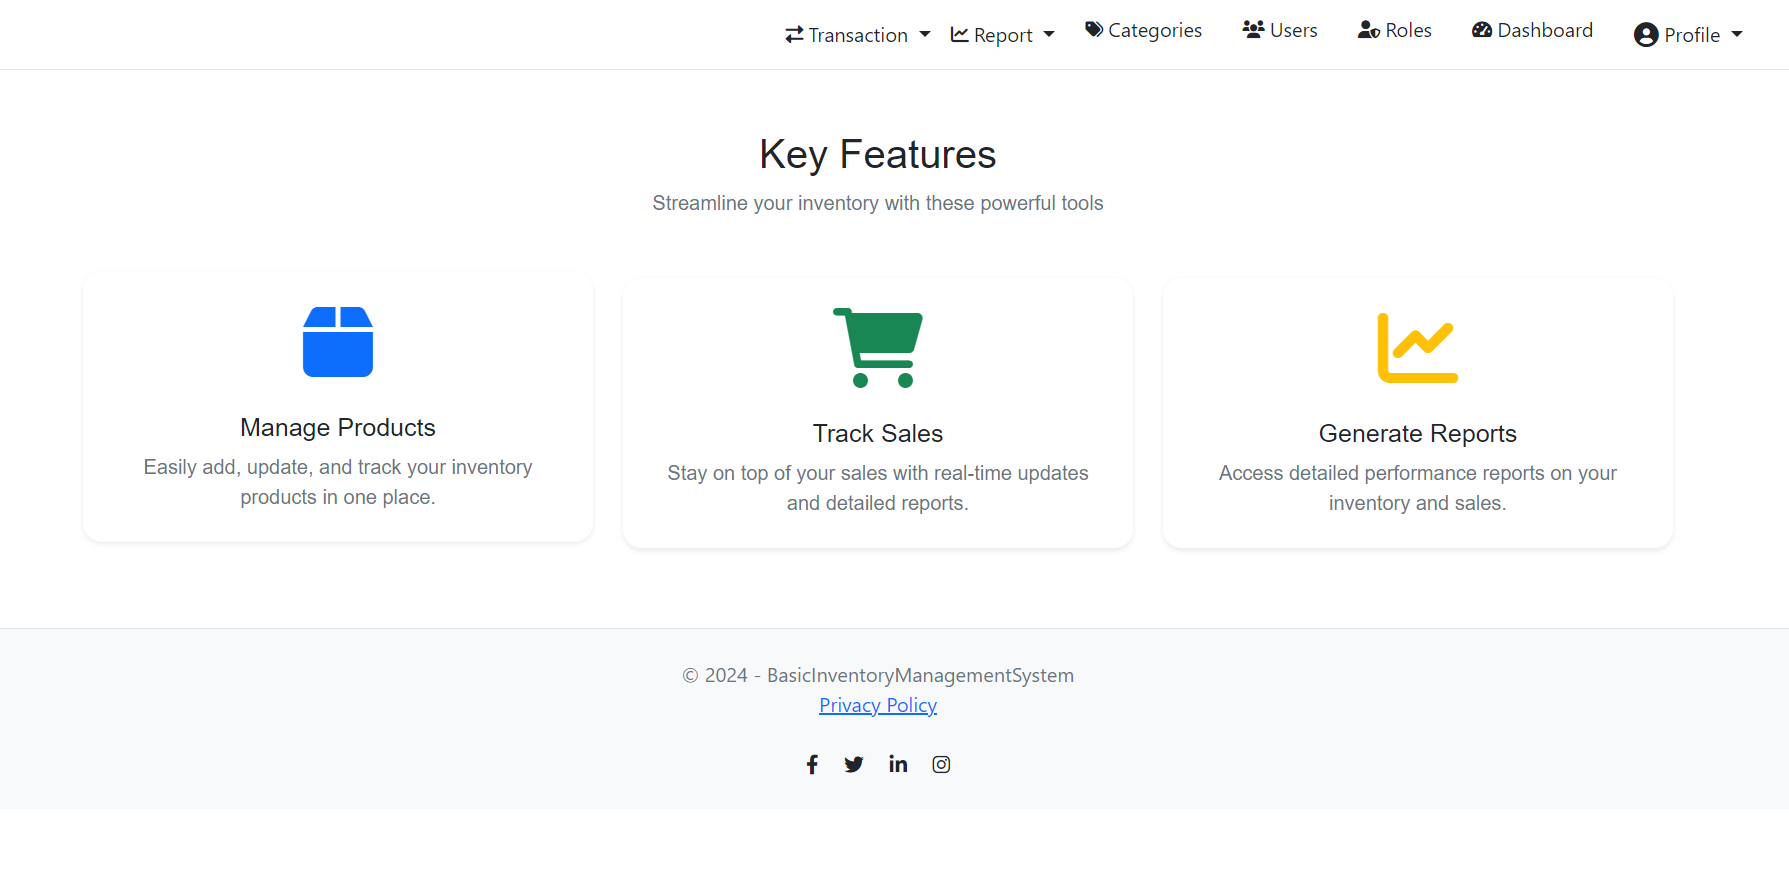 Transaction Report Categories Users Roles Dashboard Profile
Key Features
Streamline your inventory with these powerful tools
Manage Products
Easily add, update, and track your inventory
products in one place.
Track Sales
Stay on top of your sales with real-time updates
and detailed reports.
Generate Reports
Access detailed performance reports on your
inventory and sales.
© 2024 - BasicInventoryManagementSystem
Privacy Policy